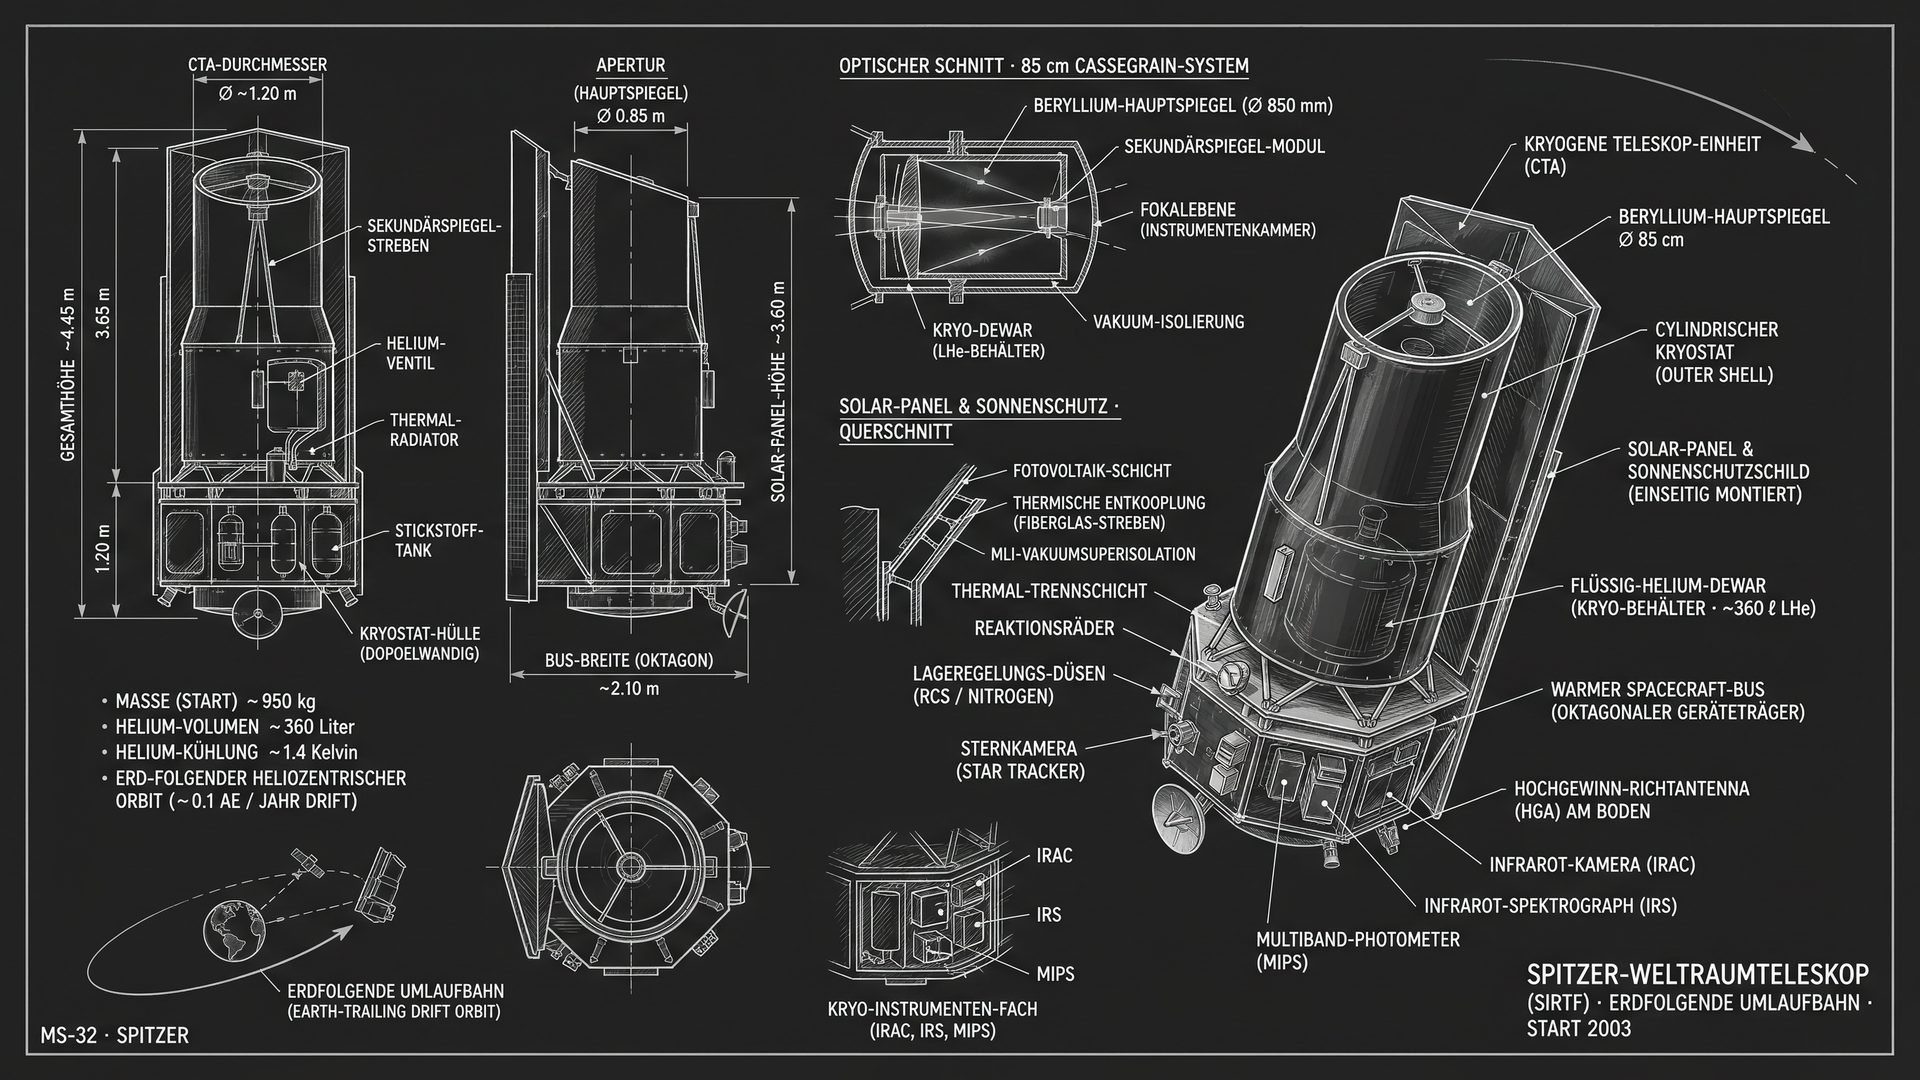 CTA-DURCHMESSER
Ø ~1.20 m
GESAMTHÖHE ~4.45 m
3.65 m
1.20 m
SEKUNDÄRSPIEGEL-
STREBEN
HELIUM-
VENTIL
THERMAL-
RADIATOR
STICKSTOFF-
TANK
KRYOSTAT-HÜLLE
(DOPOELWANDIG)
APERTUR
(HAUPTSPIEGEL)
Ø 0.85 m
SOLAR-PANEL-HÖHE ~3.60 m
BUS-BREITE (OKTAGON)
~2.10 m
• MASSE (START) ~ 950 kg
• HELIUM-VOLUMEN ~ 360 Liter
• HELIUM-KÜHLUNG ~1.4 Kelvin
• ERD-FOLGENDER HELIOZENTRISCHER
ORBIT (~ 0.1 AE / JAHR DRIFT)
ERDFOLGENDE UMLAUFBAHN
(EARTH-TRAILING DRIFT ORBIT)
MS-32 · SPITZER
OPTISCHER SCHNITT · 85 cm CASSEGRAIN-SYSTEM
BERYLLIUM-HAUPTSPIEGEL (Ø 850 mm)
SEKUNDÄRSPIEGEL-MODUL
FOKALEBENE
(INSTRUMENTENKAMMER)
VAKUUM-ISOLIERUNG
KRYO-DEWAR
(LHe-BEHÄLTER)
SOLAR-PANEL & SONNENSCHUTZ ·
QUERSCHNITT
FOTOVOLTAIK-SCHICHT
THERMISCHE ENTKOOPLUNG
(FIBERGLAS-STREBEN)
MLI-VAKUUMSUPERISOLATION
THERMAL-TRENNSCHICHT
REAKTIONSRÄDER
LAGEREGELUNGS-DÜSEN
(RCS / NITROGEN)
STERNKAMERA
(STAR TRACKER)
IRAC
IRS
MIPS
KRYO-INSTRUMENTEN-FACH
(IRAC, IRS, MIPS)
KRYOGENE TELESKOP-EINHEIT
(CTA)
BERYLLIUM-HAUPTSPIEGEL
Ø 85 cm
CYLINDRISCHER
KRYOSTAT
(OUTER SHELL)
SOLAR-PANEL &
SONNENSCHUTZSCHILD
(EINSEITIG MONTIERT)
FLÜSSIG-HELIUM-DEWAR
(KRYO-BEHÄLTER · ~360 ℓ LHe)
WARMER SPACECRAFT-BUS
(OKTAGONALER GERÄTETRÄGER)
HOCHGEWINN-RICHTANTENNA
(HGA) AM BODEN
INFRAROT-KAMERA (IRAC)
INFRAROT-SPEKTROGRAPH (IRS)
MULTIBAND-PHOTOMETER
(MIPS)
SPITZER-WELTRAUMTELESKOP
(SIRTF) · ERDFOLGENDE UMLAUFBAHN ·
START 2003